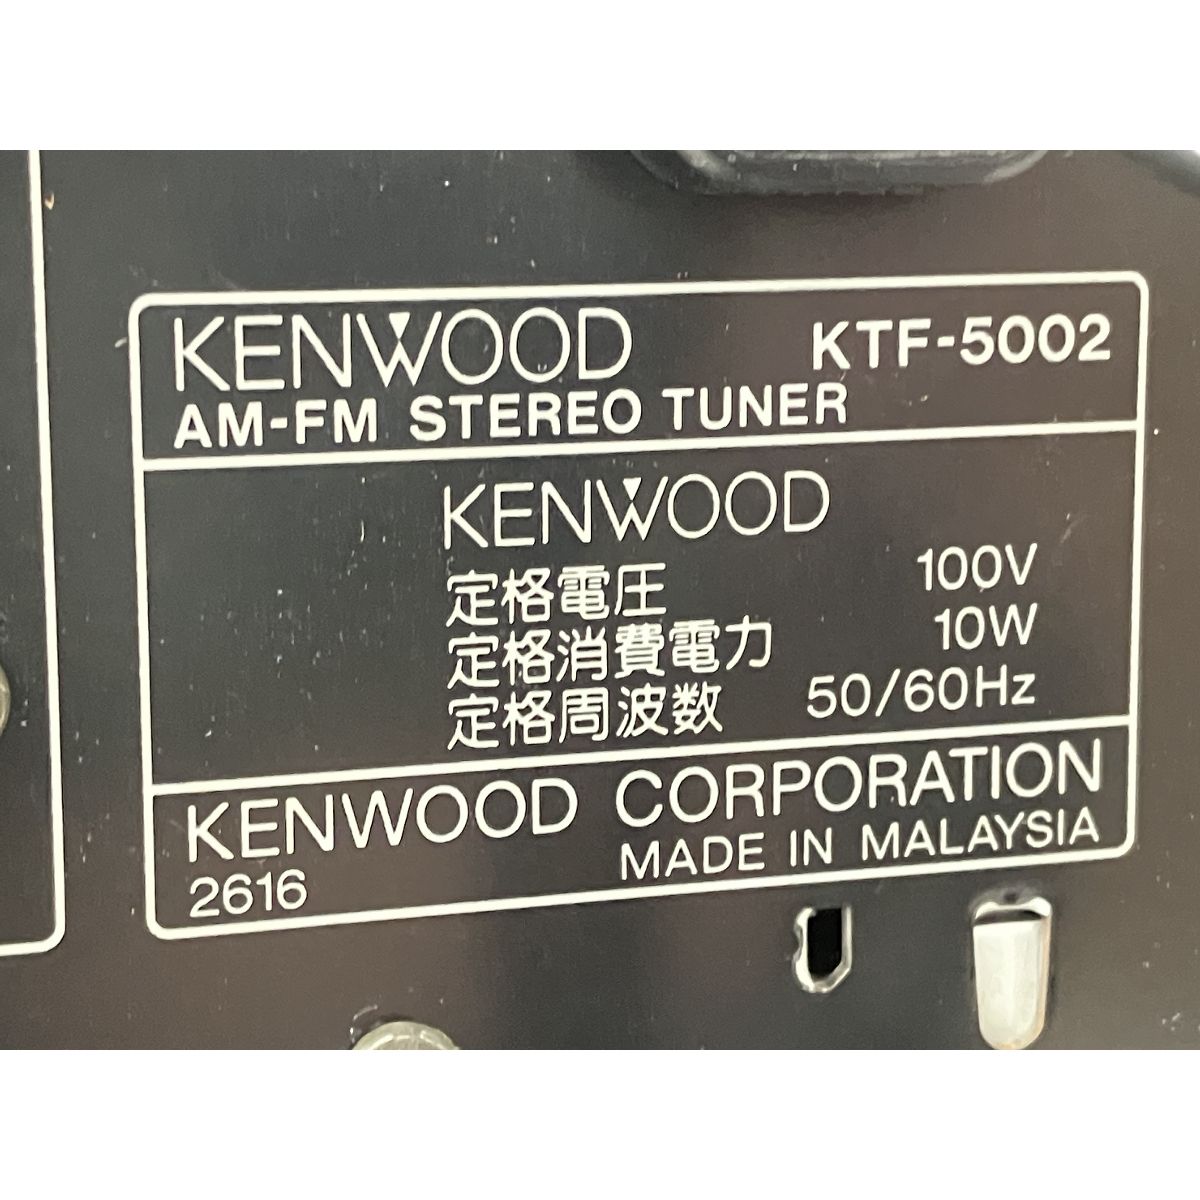 KENWOOD KTF-5002
AM-FM STEREO TUNER
KENWOOD
定格電圧 100V
定格消費電力 10W
定格周波数 50/60Hz
KENWOOD CORPORATION
2616 MADE IN MALAYSIA